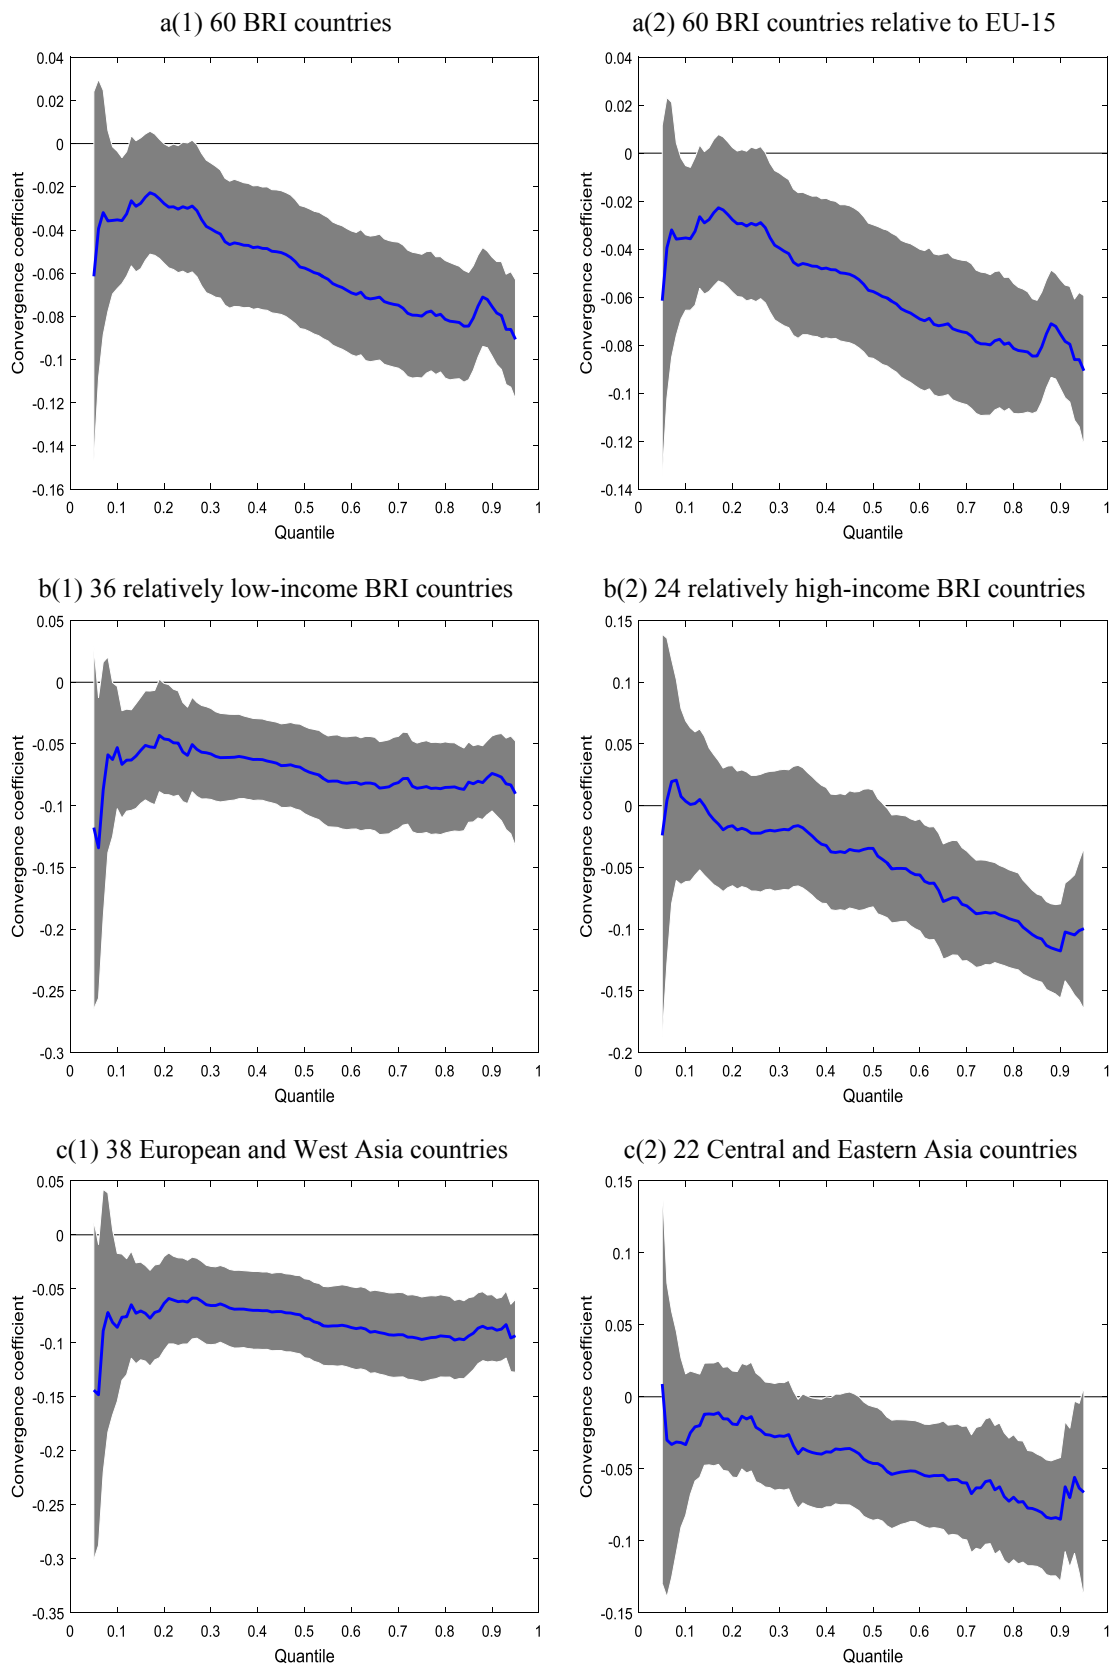 a(1) 60 BRI countries
0.04
0.02
0
-0.02
-0.04
-0.06
-0.08
-0.1
-0.12
-0.14
-0.16
Convergence coefficient
0 0.1 0.2 0.3 0.4 0.5 0.6 0.7 0.8 0.9 1
Quantile
a(2) 60 BRI countries relative to EU-15
0.04
0.02
0
-0.02
-0.04
-0.06
-0.08
-0.1
-0.12
-0.14
Convergence coefficient
0 0.1 0.2 0.3 0.4 0.5 0.6 0.7 0.8 0.9 1
Quantile
b(1) 36 relatively low-income BRI countries
0.05
0
-0.05
-0.1
-0.15
-0.2
-0.25
-0.3
Convergence coefficient
0 0.1 0.2 0.3 0.4 0.5 0.6 0.7 0.8 0.9 1
Quantile
b(2) 24 relatively high-income BRI countries
0.15
0.1
0.05
0
-0.05
-0.1
-0.15
-0.2
Convergence coefficient
0 0.1 0.2 0.3 0.4 0.5 0.6 0.7 0.8 0.9 1
Quantile
c(1) 38 European and West Asia countries
0.05
0
-0.05
-0.1
-0.15
-0.2
-0.25
-0.3
-0.35
Convergence coefficient
0 0.1 0.2 0.3 0.4 0.5 0.6 0.7 0.8 0.9 1
Quantile
c(2) 22 Central and Eastern Asia countries
0.15
0.1
0.05
0
-0.05
-0.1
-0.15
Convergence coefficient
0 0.1 0.2 0.3 0.4 0.5 0.6 0.7 0.8 0.9 1
Quantile